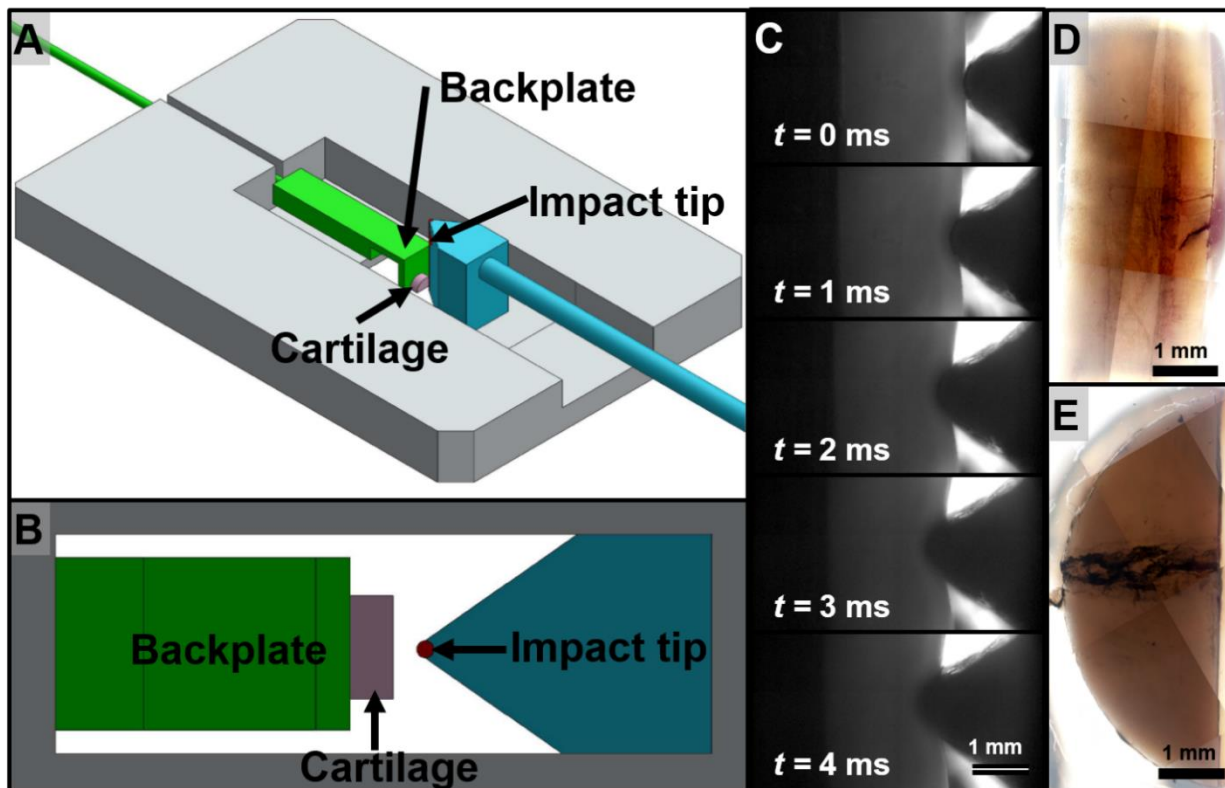 A
Backplate
Impact tip
Cartilage
B
Backplate
Impact tip
Cartilage
C
t = 0 ms
t = 1 ms
t = 2 ms
t = 3 ms
1 mm
t = 4 ms
D
1 mm
E
1 mm